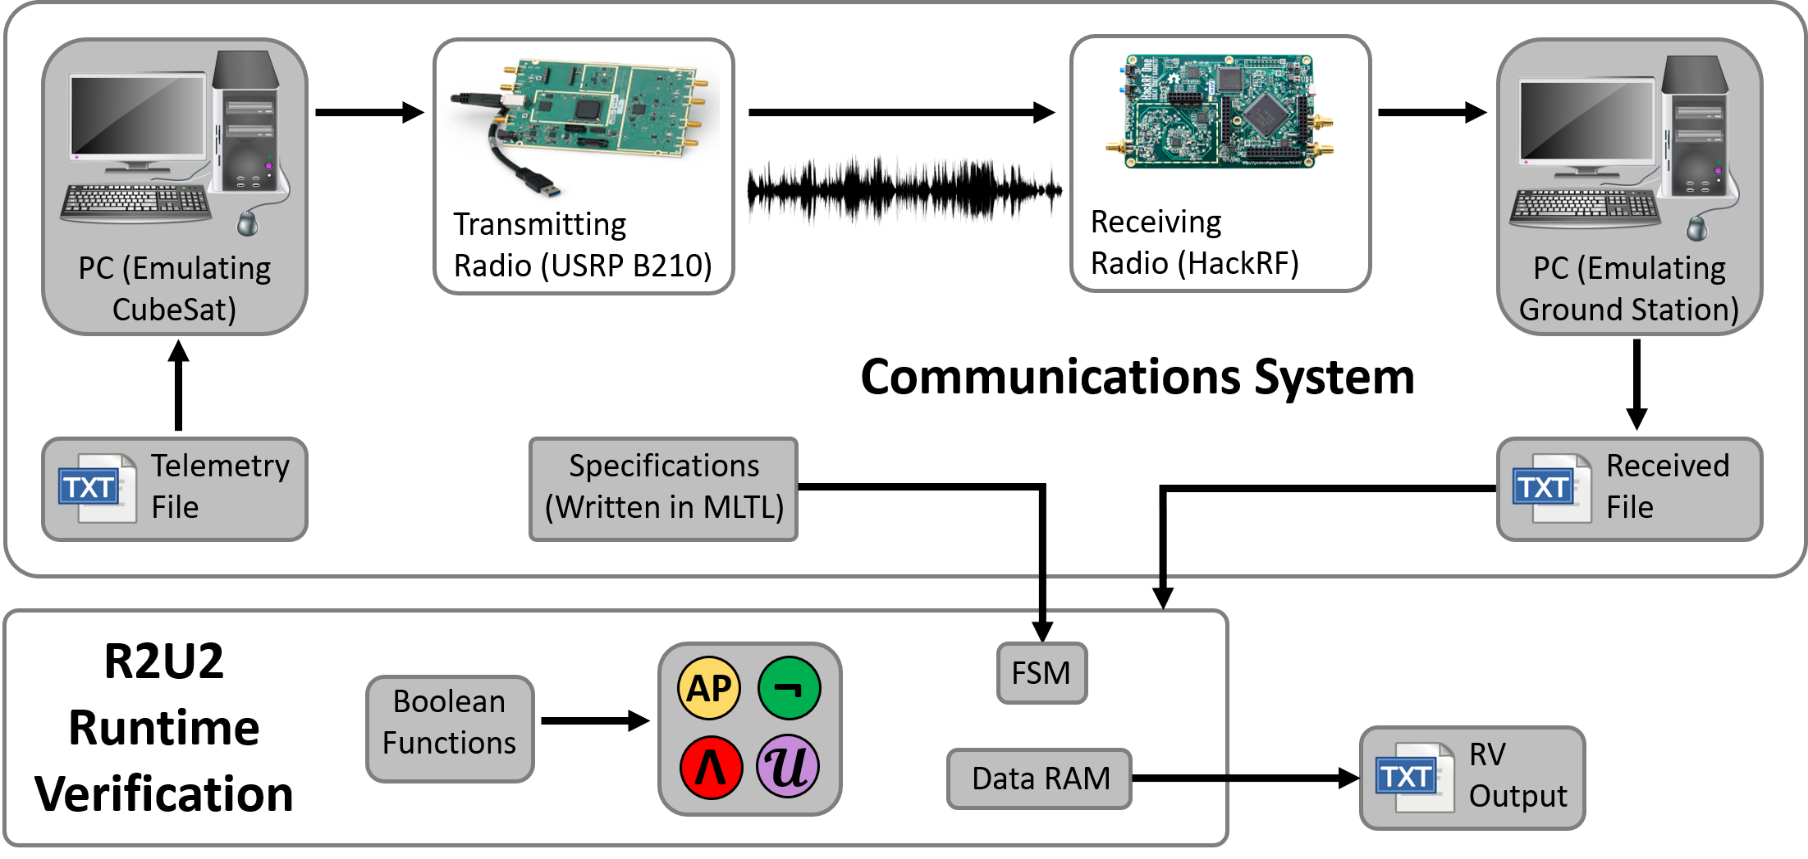 PC (Emulating
CubeSat)
Transmitting
Radio (USRP B210)
HackRF One
Receiving
Radio (HackRF)
PC (Emulating
Ground Station)
Communications System
TXT
Telemetry
File
Specifications
(Written in MLTL)
TXT
Received
File
R2U2
Runtime
Verification
Boolean
Functions
AP
¬
Λ
U
FSM
Data RAM
TXT
RV
Output